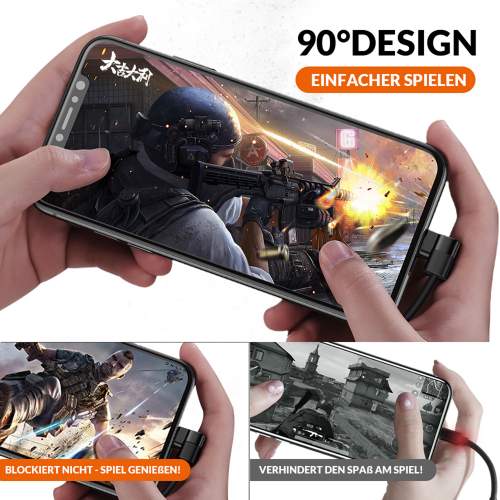 90°DESIGN
EINFACHER SPIELEN
大吉大利
G
BLOCKIERT NICHT - SPIEL GENIEßEN!
VERHINDERT DEN SPAß AM SPIEL!